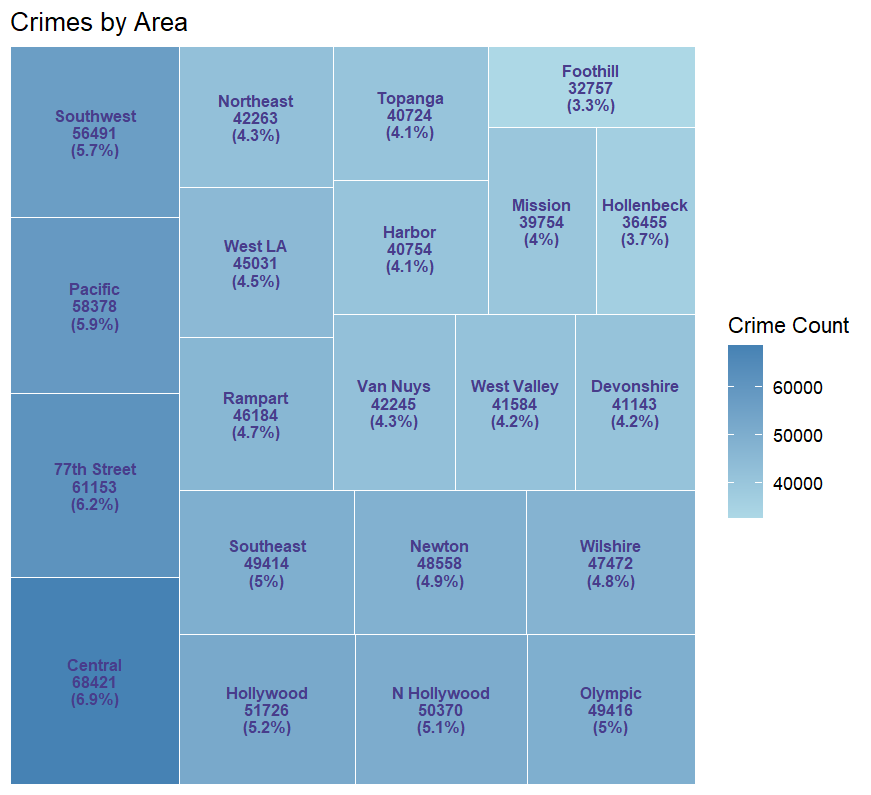 Crimes by Area
Southwest
56491
(5.7%)
Pacific
58378
(5.9%)
77th Street
61153
(6.2%)
Central
68421
(6.9%)
Northeast
42263
(4.3%)
West LA
45031
(4.5%)
Rampart
46184
(4.7%)
Topanga
40724
(4.1%)
Harbor
40754
(4.1%)
Foothill
32757
(3.3%)
Mission
39754
(4%)
Hollenbeck
36455
(3.7%)
Van Nuys
42245
(4.3%)
West Valley
41584
(4.2%)
Devonshire
41143
(4.2%)
Southeast
49414
(5%)
Newton
48558
(4.9%)
Wilshire
47472
(4.8%)
Hollywood
51726
(5.2%)
N Hollywood
50370
(5.1%)
Olympic
49416
(5%)
Crime Count
60000
50000
40000